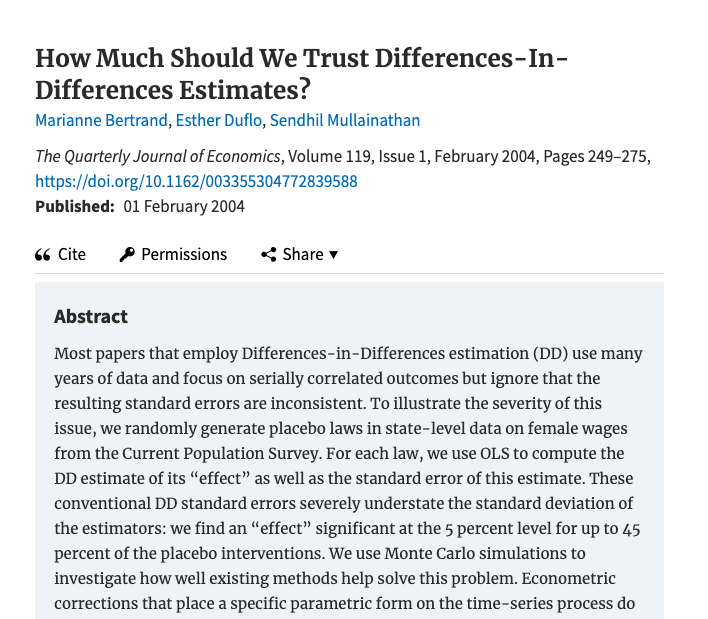 How Much Should We Trust Differences-In-
Differences Estimates?
Marianne Bertrand, Esther Duflo, Sendhil Mullainathan
The Quarterly Journal of Economics, Volume 119, Issue 1, February 2004, Pages 249–275,
https://doi.org/10.1162/003355304772839588
Published: 01 February 2004
Cite Permissions Share
Abstract
Most papers that employ Differences-in-Differences estimation (DD) use many
years of data and focus on serially correlated outcomes but ignore that the
resulting standard errors are inconsistent. To illustrate the severity of this
issue, we randomly generate placebo laws in state-level data on female wages
from the Current Population Survey. For each law, we use OLS to compute the
DD estimate of its “effect” as well as the standard error of this estimate. These
conventional DD standard errors severely understate the standard deviation of
the estimators: we find an “effect” significant at the 5 percent level for up to 45
percent of the placebo interventions. We use Monte Carlo simulations to
investigate how well existing methods help solve this problem. Econometric
corrections that place a specific parametric form on the time-series process do